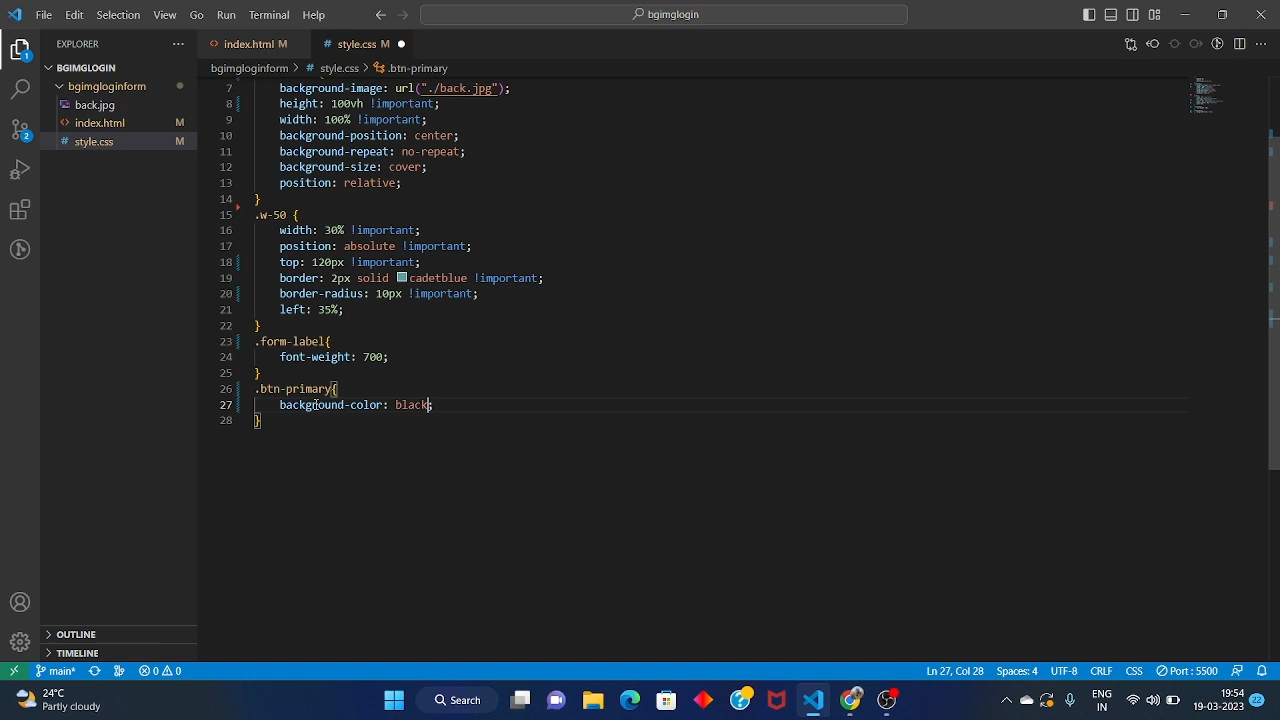 File Edit Selection View Go Run Terminal Help
bgimglogin
EXPLORER
index.html M
style.css M
BGIMGLOGIN
bgimgloginform > style.css > .btn-primary
bgimgloginform
back.jpg
index.html M
style.css M
7 background-image: url("./back.jpg");
8 height: 100vh !important;
9 width: 100% !important;
10 background-position: center;
11 background-repeat: no-repeat;
12 background-size: cover;
13 position: relative;
14 }
15 .w-50 {
16 width: 30% !important;
17 position: absolute !important;
18 top: 120px !important;
19 border: 2px solid cadetblue !important;
20 border-radius: 10px !important;
21 left: 35%;
22 }
23 .form-label{
24 font-weight: 700;
25 }
26 .btn-primary{
27 background-color: black;
28 }
1
2
OUTLINE
TIMELINE
main* 0 0 Ln 27, Col 28 Spaces: 4 UTF-8 CRLF CSS Port : 5500
24°C
Partly cloudy
Search
ENG
IN
19:54
19-03-2023
22